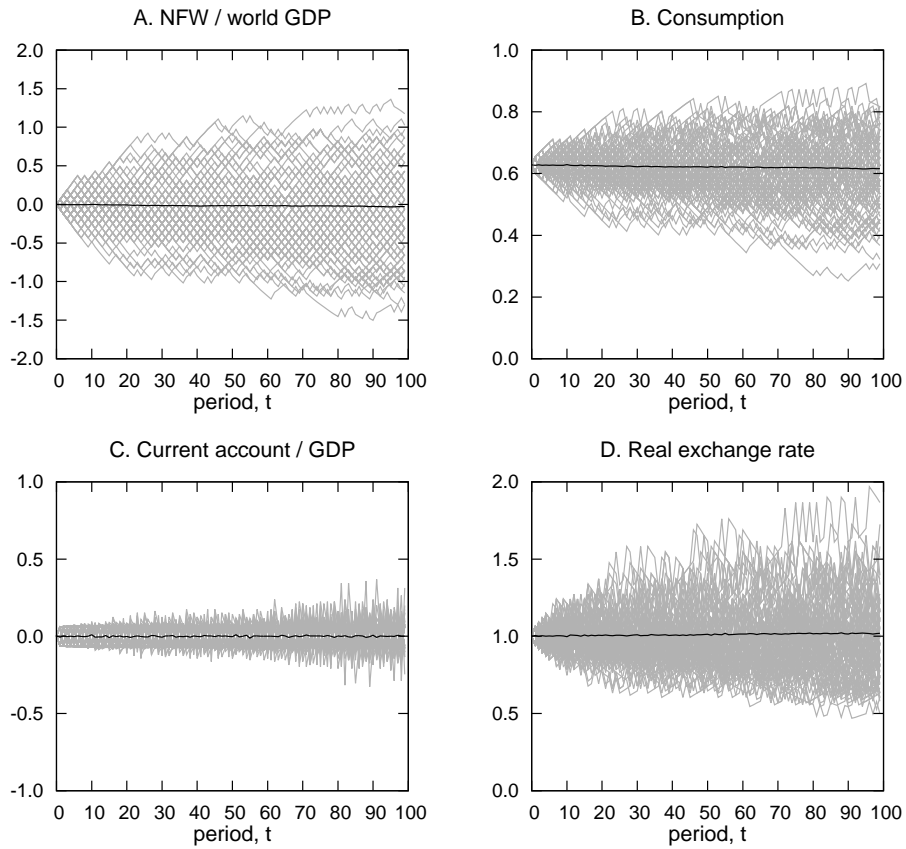 A. NFW / world GDP
2.0
1.5
1.0
0.5
0.0
-0.5
-1.0
-1.5
-2.0
0 10 20 30 40 50 60 70 80 90 100
period, t
B. Consumption
1.0
0.8
0.6
0.4
0.2
0.0
0 10 20 30 40 50 60 70 80 90 100
period, t
C. Current account / GDP
1.0
0.5
0.0
-0.5
-1.0
0 10 20 30 40 50 60 70 80 90 100
period, t
D. Real exchange rate
2.0
1.5
1.0
0.5
0.0
0 10 20 30 40 50 60 70 80 90 100
period, t